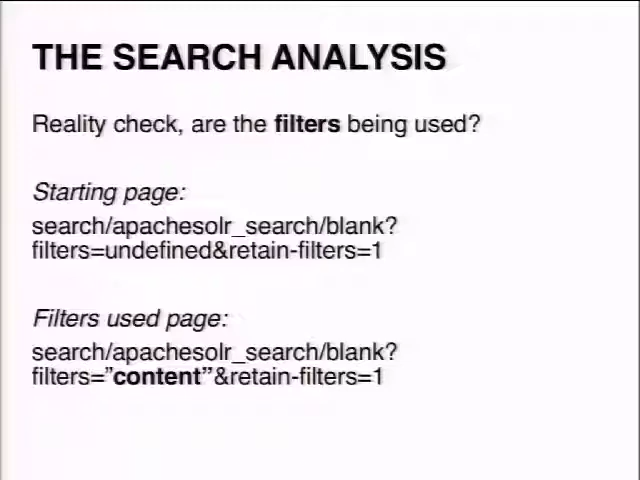 THE SEARCH ANALYSIS
Reality check, are the filters being used?
Starting page:
search/apachesolr_search/blank?
filters=undefined&retain-filters=1
Filters used page:
search/apachesolr_search/blank?
filters=”content”&retain-filters=1